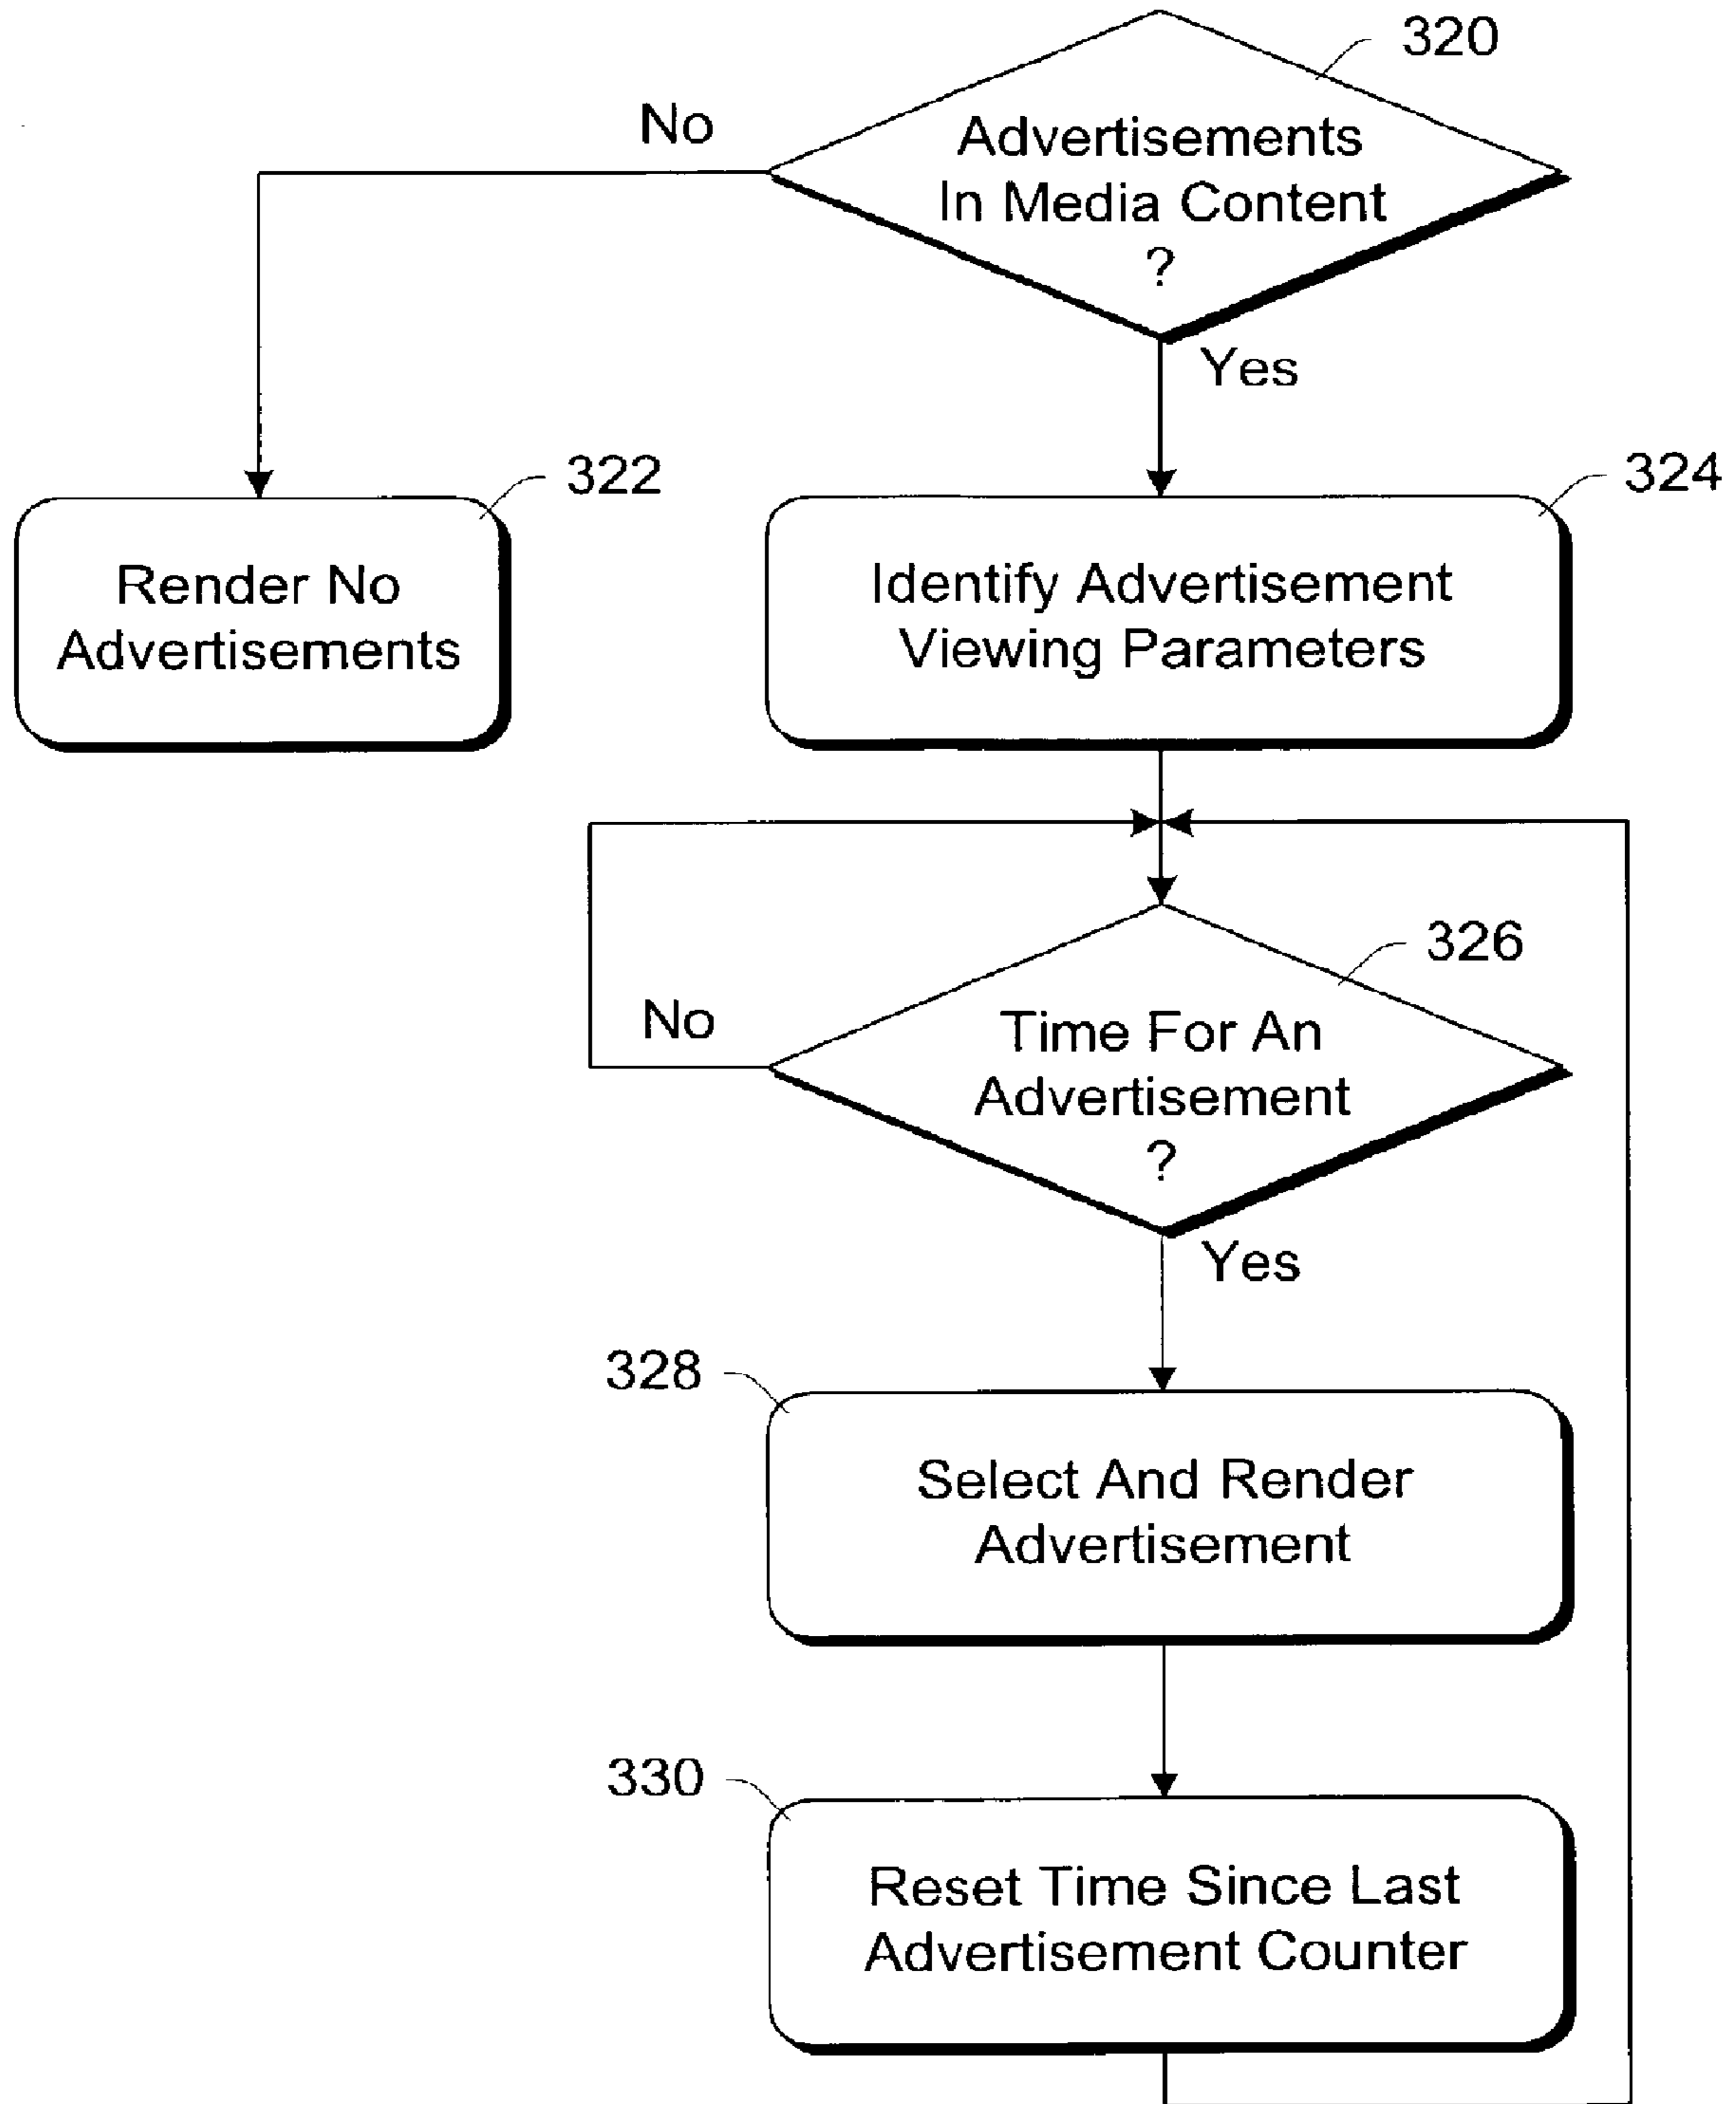 320
No
Advertisements
In Media Content
?
Yes
322
324
Render No
Advertisements
Identify Advertisement
Viewing Parameters
326
No
Time For An
Advertisement
?
Yes
328
Select And Render
Advertisement
330
Reset Time Since Last
Advertisement Counter